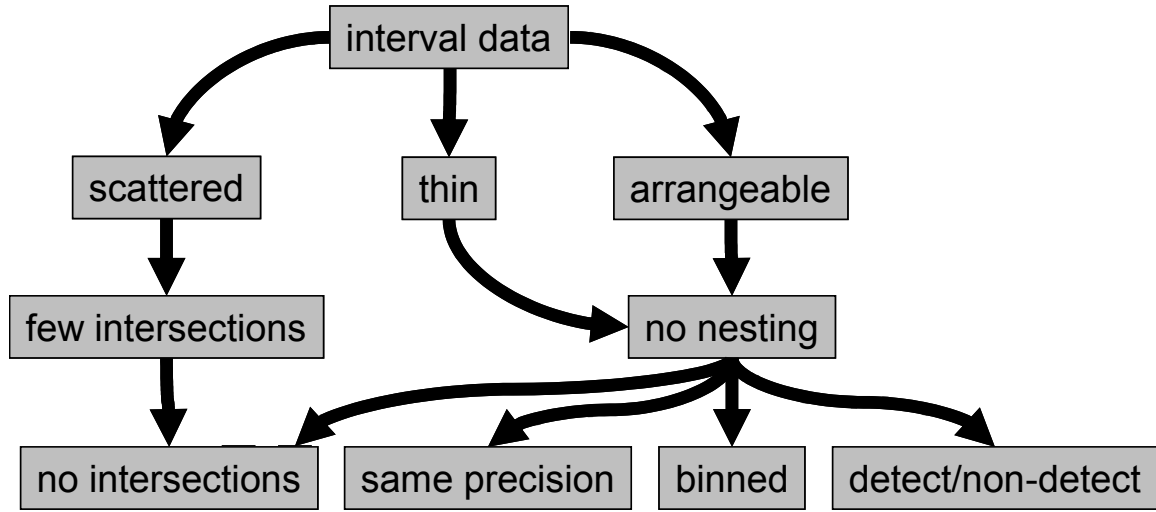 interval data
scattered
thin
arrangeable
few intersections
no nesting
no intersections
same precision
binned
detect/non-detect